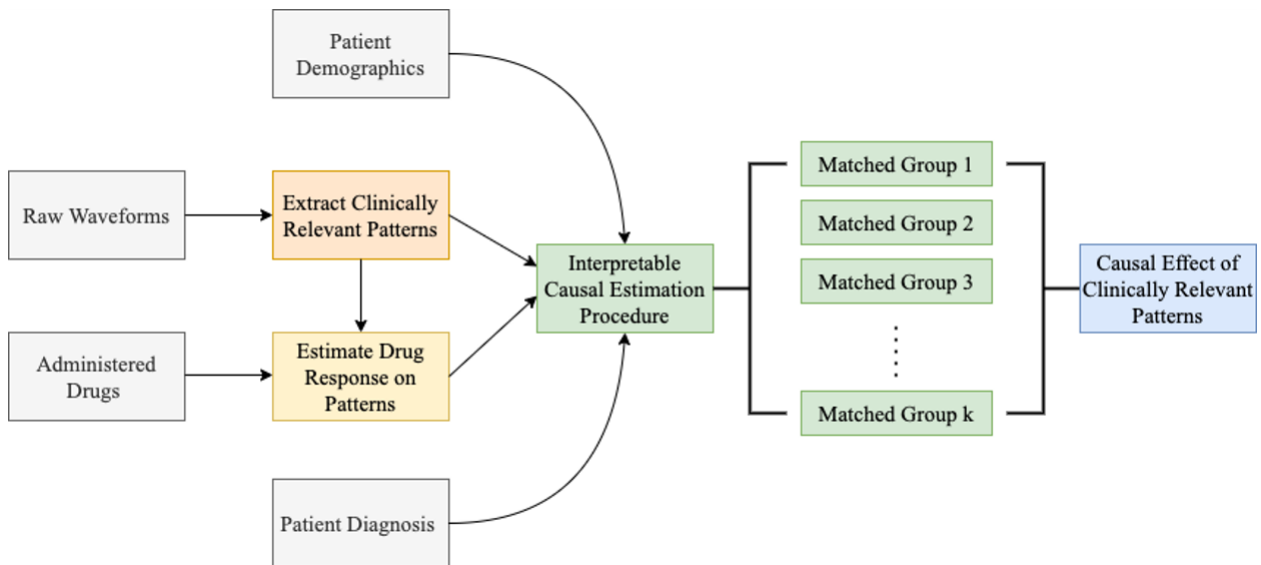 Patient
Demographics
Raw Waveforms
Extract Clinically
Relevant Patterns
Administered
Drugs
Estimate Drug
Response on
Patterns
Patient Diagnosis
Interpretable
Causal Estimation
Procedure
Matched Group 1
Matched Group 2
Matched Group 3
Matched Group k
Causal Effect of
Clinically Relevant
Patterns